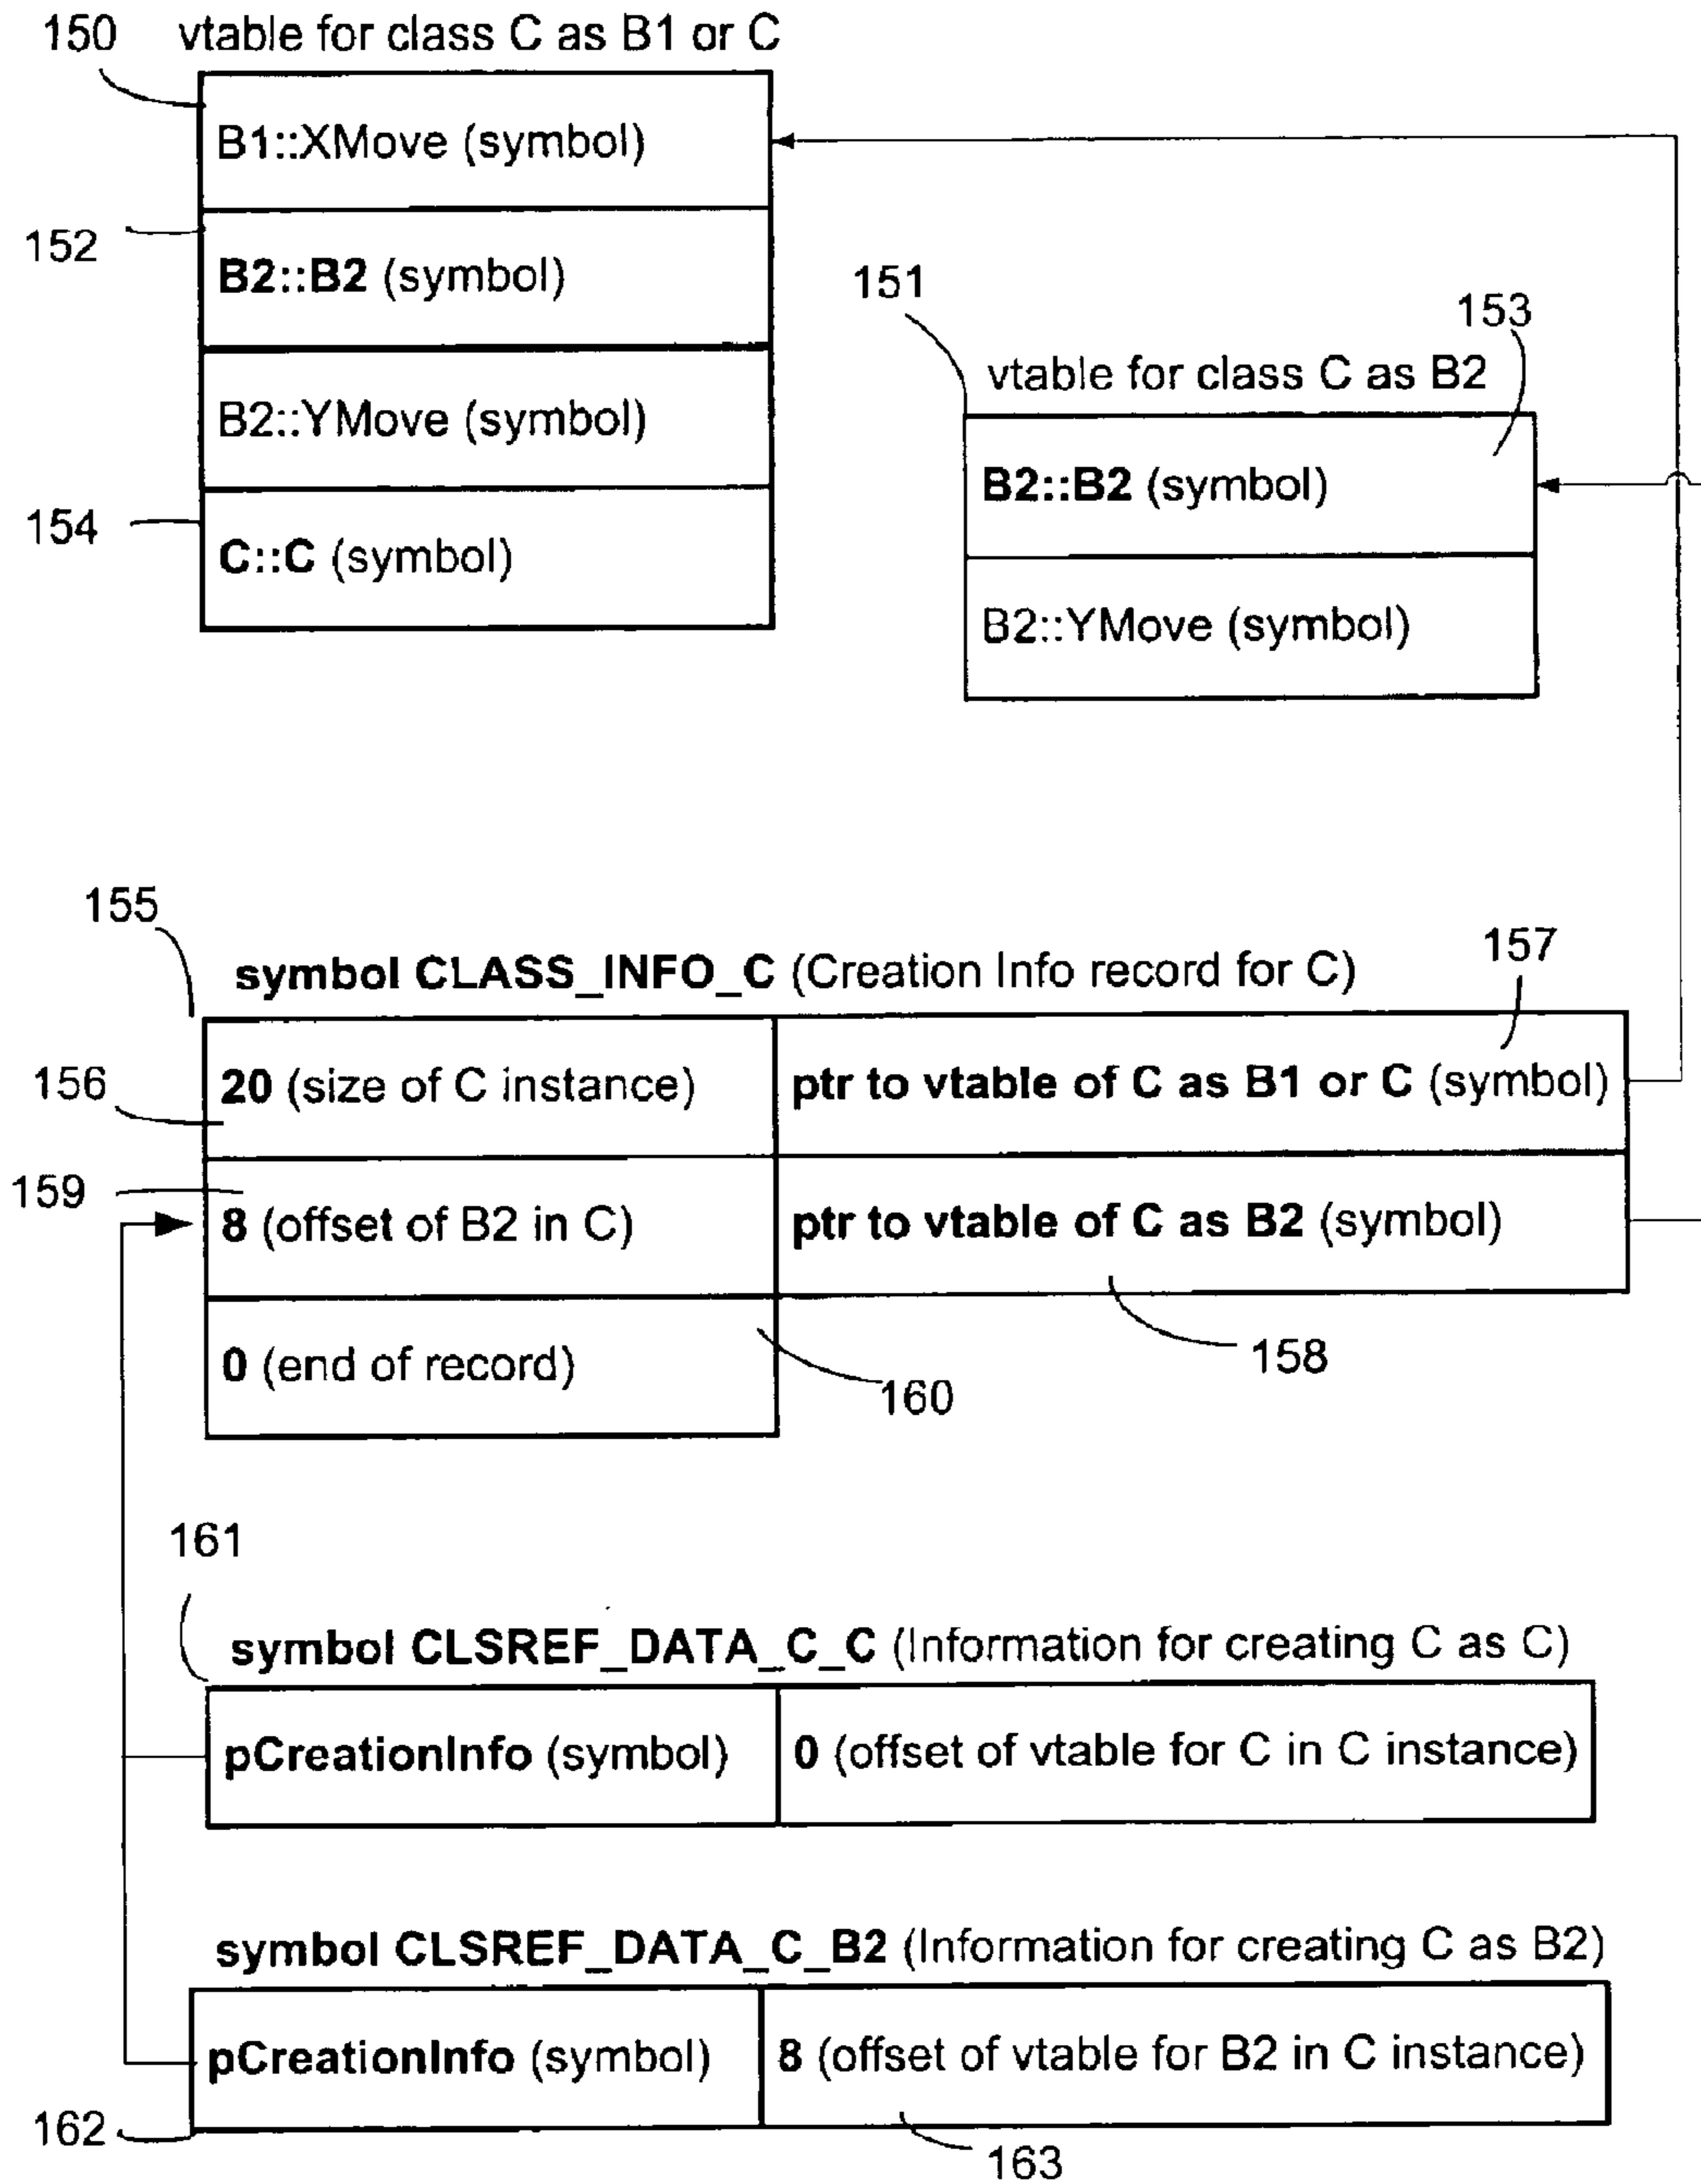 150 vtable for class C as B1 or C
B1::XMove (symbol)
152
B2::B2 (symbol)
B2::YMove (symbol)
154
C::C (symbol)
151
153
vtable for class C as B2
B2::B2 (symbol)
B2::YMove (symbol)
155
157
symbol CLASS_INFO_C (Creation Info record for C)
156
20 (size of C instance) ptr to vtable of C as B1 or C (symbol)
159
8 (offset of B2 in C) ptr to vtable of C as B2 (symbol)
0 (end of record)
158
160
161
symbol CLSREF_DATA_C_C (Information for creating C as C)
pCreationInfo (symbol) 0 (offset of vtable for C in C instance)
symbol CLSREF_DATA_C_B2 (Information for creating C as B2)
pCreationInfo (symbol) 8 (offset of vtable for B2 in C instance)
162
163